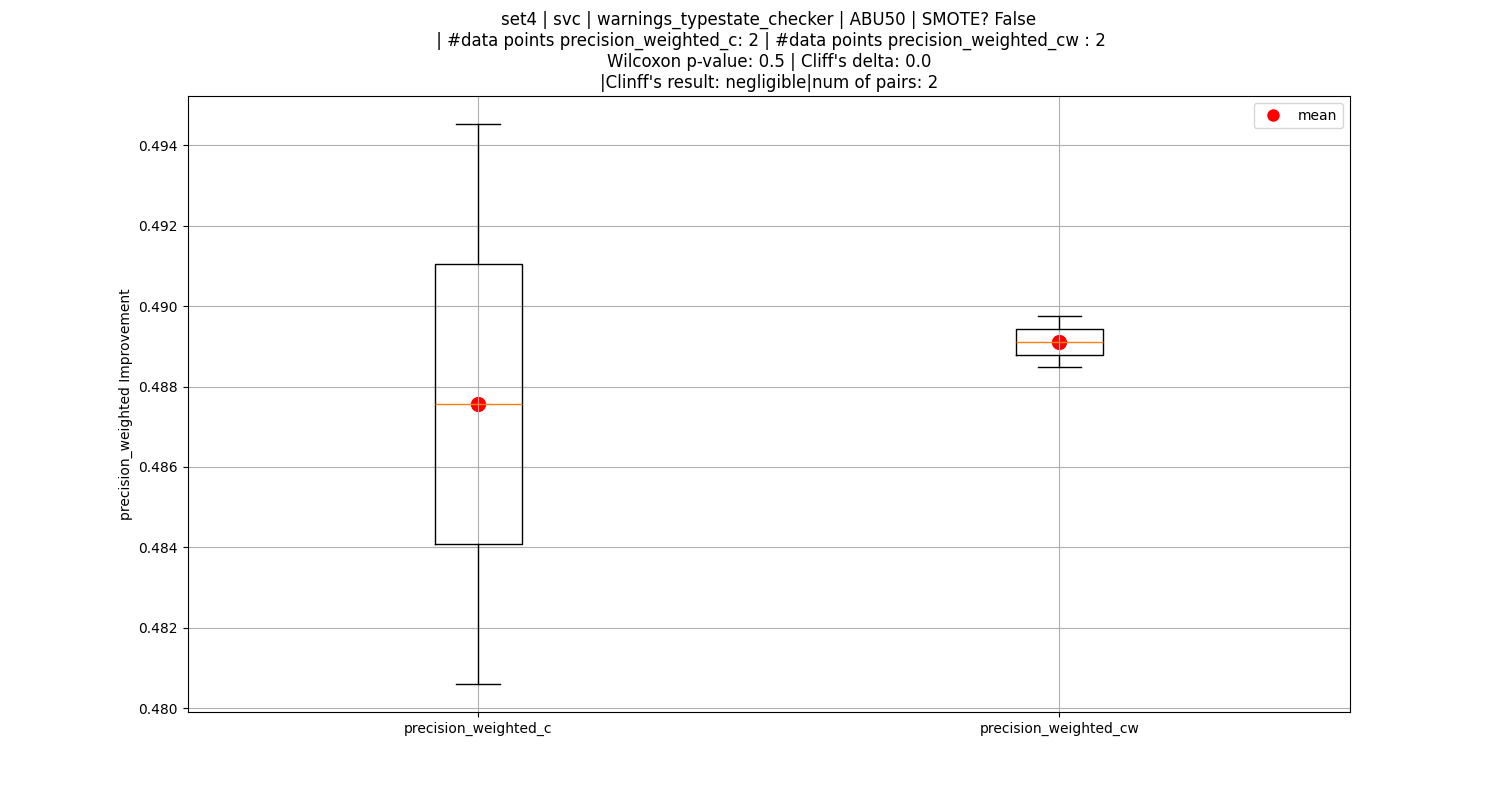 set4 | svc | warnings_typestate_checker | ABU50 | SMOTE? False
| #data points precision_weighted_c: 2 | #data points precision_weighted_cw : 2
Wilcoxon p-value: 0.5 | Cliff's delta: 0.0
|Clinff's result: negligible|num of pairs: 2
mean
0.494
0.492
0.490
0.488
0.486
0.484
0.482
0.480
precision_weighted Improvement
precision_weighted_c
precision_weighted_cw